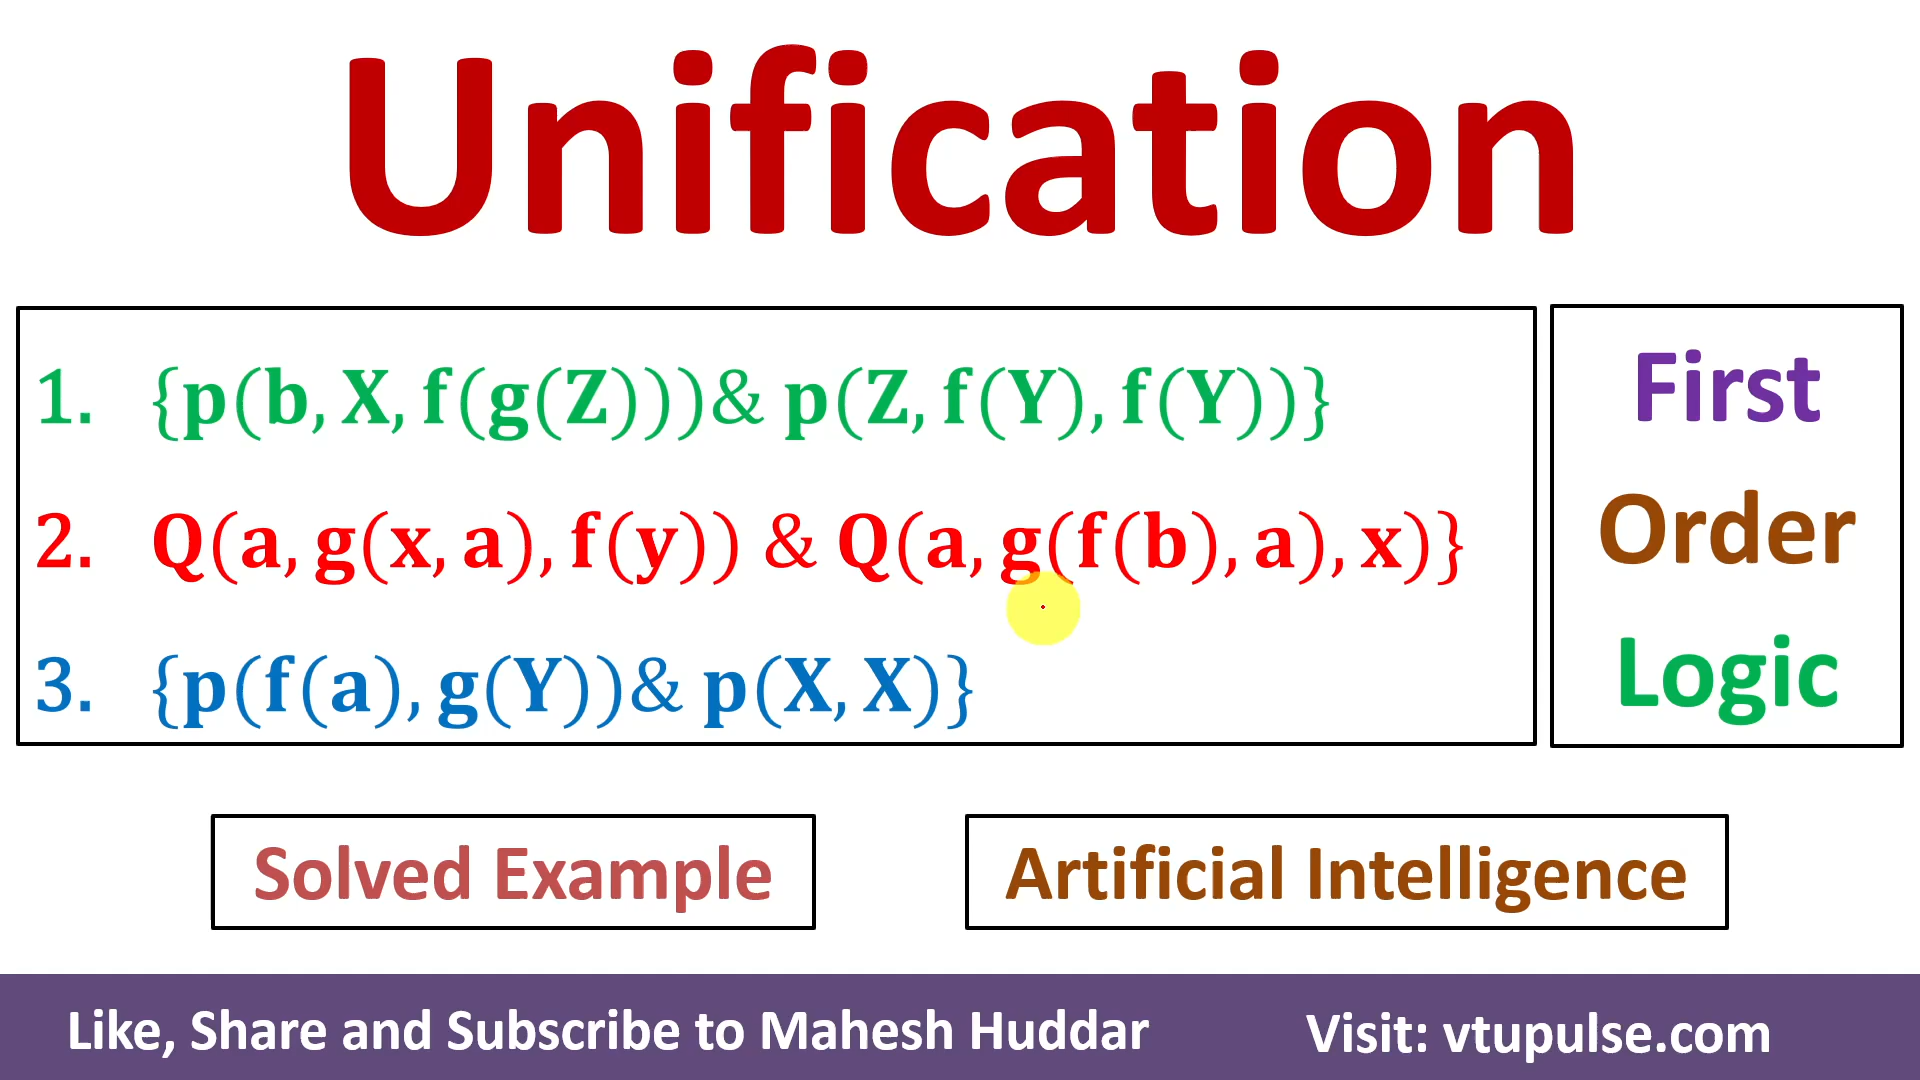 Unification
1. {p(b, X, f(g(Z)))& p(Z, f(Y), f(Y))}
2. Q(a, g(x, a), f(y)) & Q(a, g(f(b), a), x)}
3. {p(f(a), g(Y))& p(X, X)}
First
Order
Logic
Solved Example
Artificial Intelligence
Like, Share and Subscribe to Mahesh Huddar
Visit: vtupulse.com